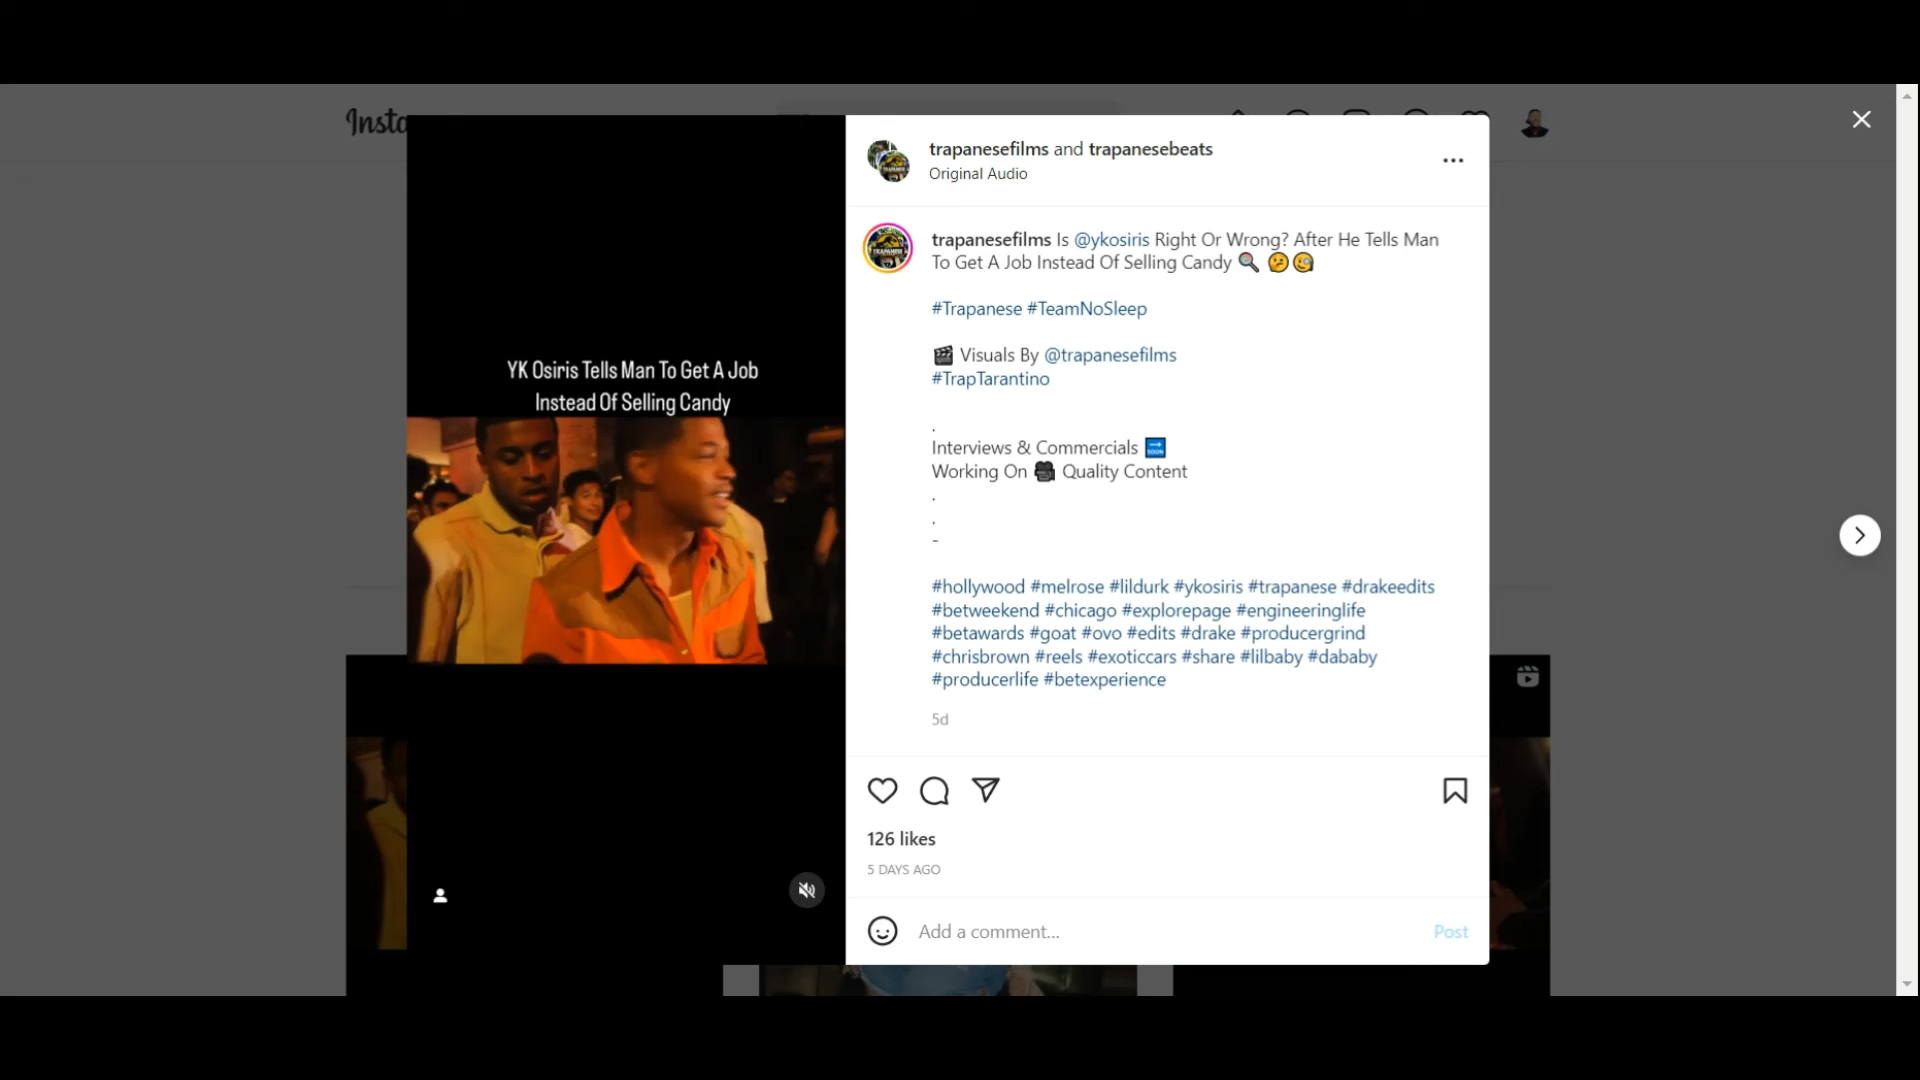 Insta
trapanesefilms and trapanesebeats
Original Audio
YK Osiris Tells Man To Get A Job
Instead Of Selling Candy
trapanesefilms Is @ykosiris Right Or Wrong? After He Tells Man
To Get A Job Instead Of Selling Candy 🔍 🫤🧐
#Trapanese #TeamNoSleep
🎬 Visuals By @trapanesefilms
#TrapTarantino
.
Interviews & Commercials 🔜
Working On 🎥 Quality Content
.
.
-
#hollywood #melrose #lildurk #ykosiris #trapanese #drakeedits
#betweekend #chicago #explorepage #engineeringlife
#betawards #goat #ovo #edits #drake #producergrind
#chrisbrown #reels #exoticcars #share #lilbaby #dababy
#producerlife #betexperience
5d
126 likes
5 DAYS AGO
Add a comment...
Post